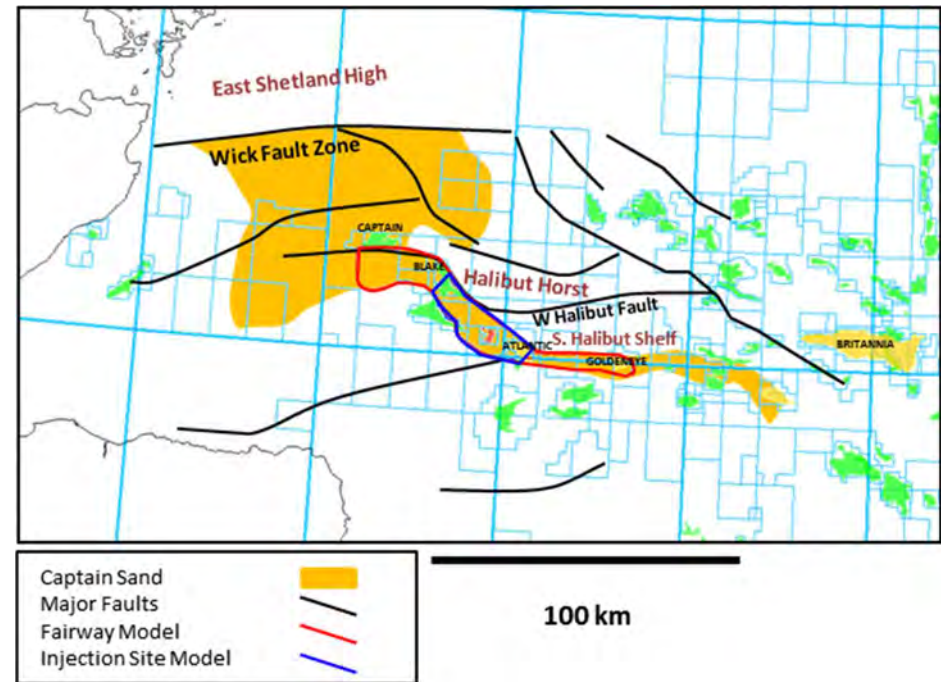 East Shetland High
Wick Fault Zone
CAPTAIN
BLAKE
Halibut Horst
W Halibut Fault
S. Halibut Shelf
ATLANTIC
GOLDENEYE
BRITANNIA
Captain Sand
Major Faults
Fairway Model
Injection Site Model
100 km